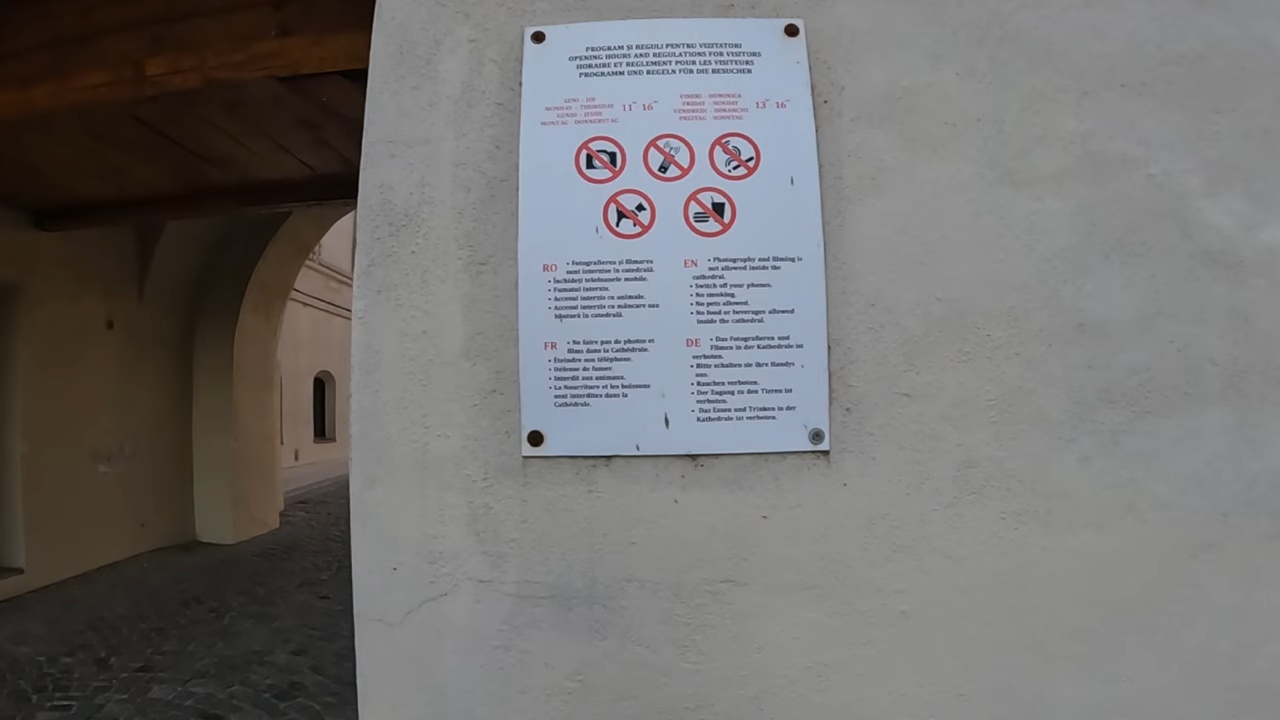 PROGRAM ȘI REGULI PENTRU VIZITATORI
OPENING HOURS AND REGULATIONS FOR VISITORS
HORAIRE ET REGLEMENT POUR LES VISITEURS
PROGRAMM UND REGELN FÜR DIE BESUCHER
LUNI - JOI
MONDAY - THURSDAY
LUNDI - JEUDI
MONTAG - DONNERSTAG
11⁰⁰ 16⁰⁰
VINERI - DUMINICA
FRIDAY - SUNDAY
VENDREDI - DIMANCHE
FREITAG - SONNTAG
13⁰⁰ 16⁰⁰
RO
• Fotografierea și filmarea
sunt interzise în catedrală.
• Închideți telefoanele mobile.
• Fumatul interzis.
• Accesul interzis cu animale.
• Accesul interzis cu mâncare sau
băutură în catedrală.
EN
• Photography and filming is
not allowed inside the
cathedral.
• Switch off your phones.
• No smoking.
• No pets allowed.
• No food or beverages allowed
inside the cathedral.
FR
• Ne faire pas de photos et
films dans la Cathédrale.
• Éteindre son téléphone.
• Défense de fumer.
• Interdit aux animaux.
• La Nourriture et les boissons
sont interdites dans la
Cathédrale.
DE
• Das Fotografieren und
Filmen in der Kathedrale ist
verboten.
• Bitte schalten sie ihre Handys
aus.
• Rauchen verboten.
• Der Zugang zu den Tieren ist
verboten.
• Das Essen und Trinken in der
Kathedrale ist verboten.